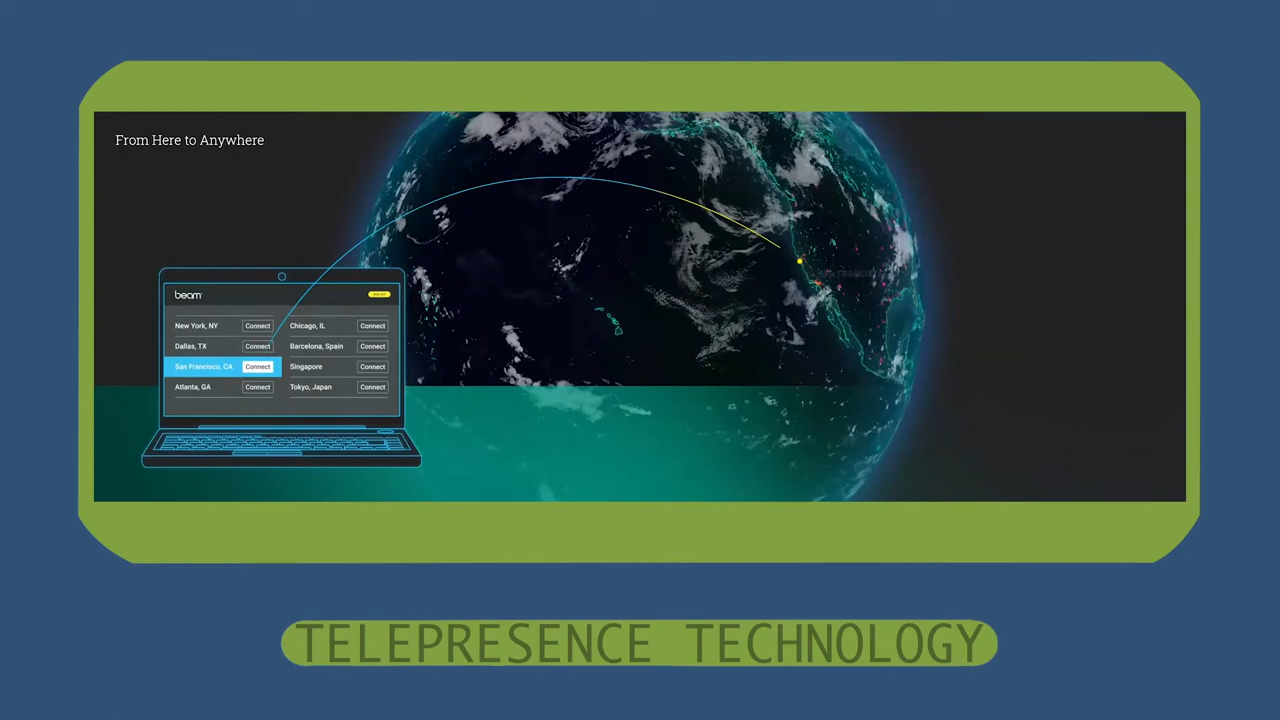 From Here to Anywhere
beam
New York, NY Connect Chicago, IL Connect
Dallas, TX Connect Barcelona, Spain Connect
San Francisco, CA Connect Singapore Connect
Atlanta, GA Connect Tokyo, Japan Connect
TELEPRESENCE TECHNOLOGY